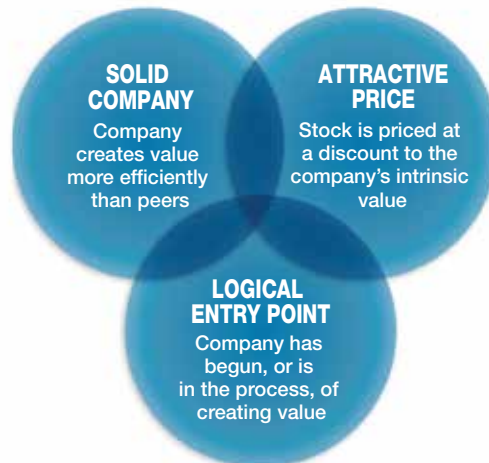 SOLID
COMPANY
Company
creates value
more efficiently
than peers
ATTRACTIVE
PRICE
Stock is priced at
a discount to the
company's intrinsic
value
LOGICAL
ENTRY POINT
Company has
begun, or is
in the process, of
creating value